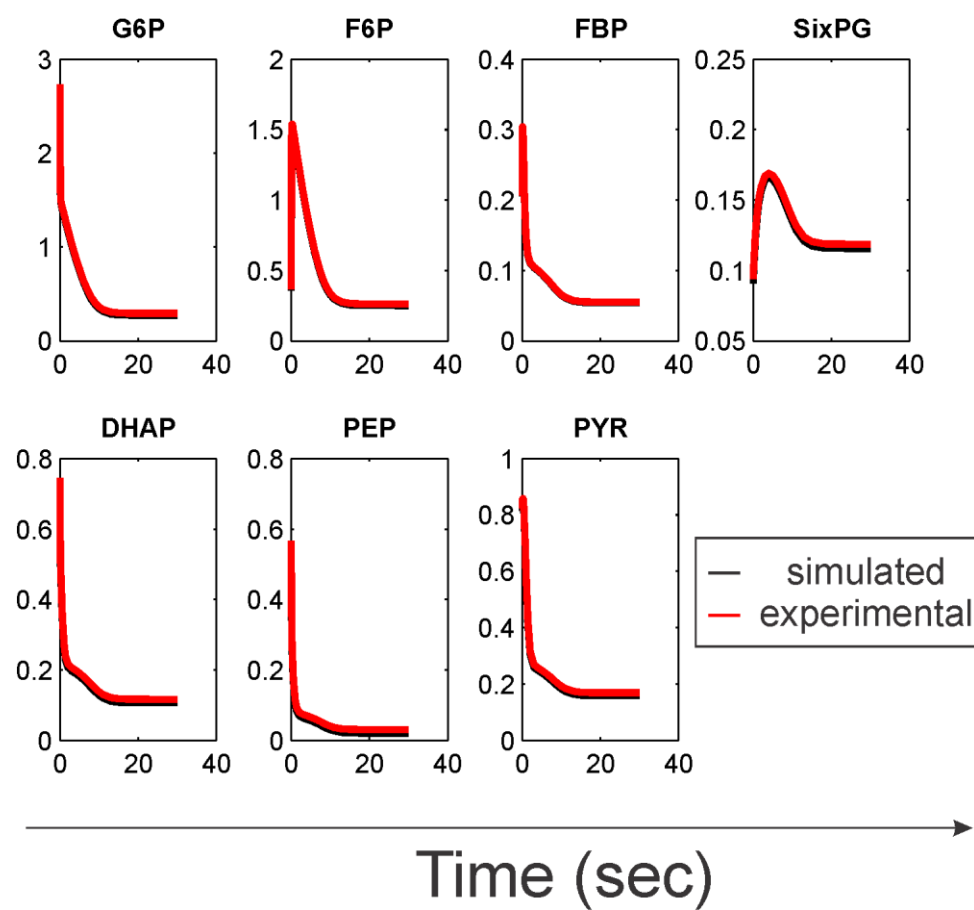 G6P F6P FBP SixPG
3 2 0.4 0.25
2 1.5 0.3 0.2
1 1 0.2 0.15
0.5 0.1 0.1
0 0 0 0.05
0 20 40 0 20 40 0 20 40 0 20 40
DHAP PEP PYR
0.8 0.8 1
0.6 0.6 0.8
0.4 0.4 0.6
0.2 0.2 0.4
0 0 0.2
0
0 20 40 0 20 40 0 20 40
simulated
experimental
Time (sec)